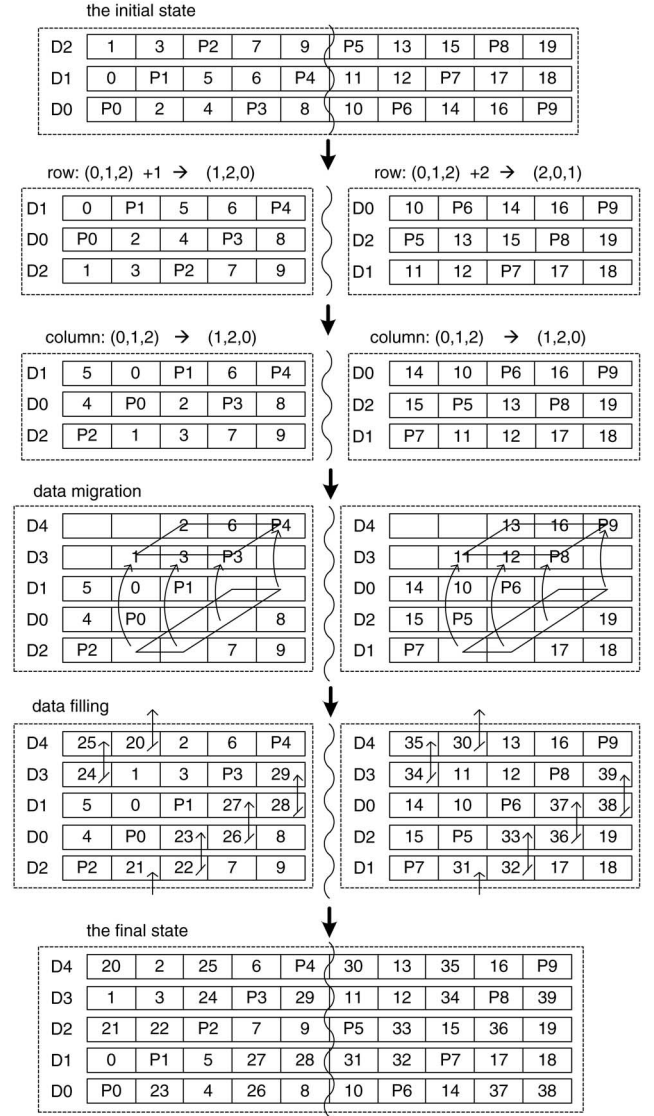 the initial state
D2 1 3 P2 7 9 P5 13 15 P8 19
D1 0 P1 5 6 P4 11 12 P7 17 18
D0 P0 2 4 P3 8 10 P6 14 16 P9
row: (0,1,2) +1 → (1,2,0) row: (0,1,2) +2 → (2,0,1)
D1 0 P1 5 6 P4 D0 10 P6 14 16 P9
D0 P0 2 4 P3 8 D2 P5 13 15 P8 19
D2 1 3 P2 7 9 D1 11 12 P7 17 18
column: (0,1,2) → (1,2,0) column: (0,1,2) → (1,2,0)
D1 5 0 P1 6 P4 D0 14 10 P6 16 P9
D0 4 P0 2 P3 8 D2 15 P5 13 P8 19
D2 P2 1 3 7 9 D1 P7 11 12 17 18
data migration
D4 2 6 P4 D4 13 16 P9
D3 1 3 P3 D3 11 12 P8
D1 5 0 P1 D0 14 10 P6
D0 4 P0 8 D2 15 P5 19
D2 P2 7 9 D1 P7 17 18
data filling
D4 25 20 2 6 P4 D4 35 30 13 16 P9
D3 24 1 3 P3 29 D3 34 11 12 P8 39
D1 5 0 P1 27 28 D0 14 10 P6 37 38
D0 4 P0 23 26 8 D2 15 P5 33 36 19
D2 P2 21 22 7 9 D1 P7 31 32 17 18
the final state
D4 20 2 25 6 P4 30 13 35 16 P9
D3 1 3 24 P3 29 11 12 34 P8 39
D2 21 22 P2 7 9 P5 33 15 36 19
D1 0 P1 5 27 28 31 32 P7 17 18
D0 P0 23 4 26 8 10 P6 14 37 38